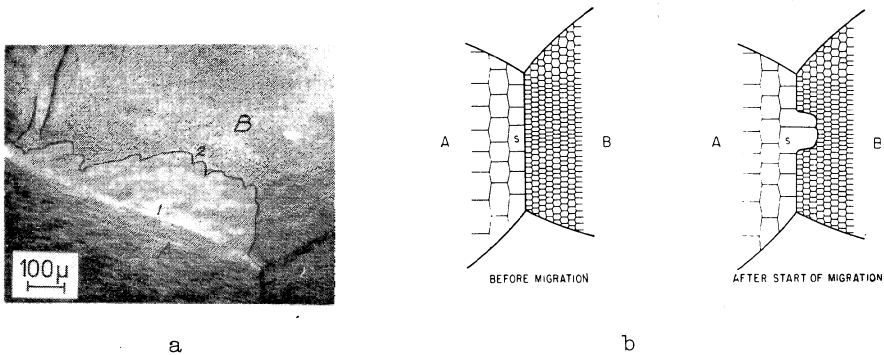 B
2
1
A
100μ
a
A
S
B
BEFORE MIGRATION
A
S
B
AFTER START OF MIGRATION
b